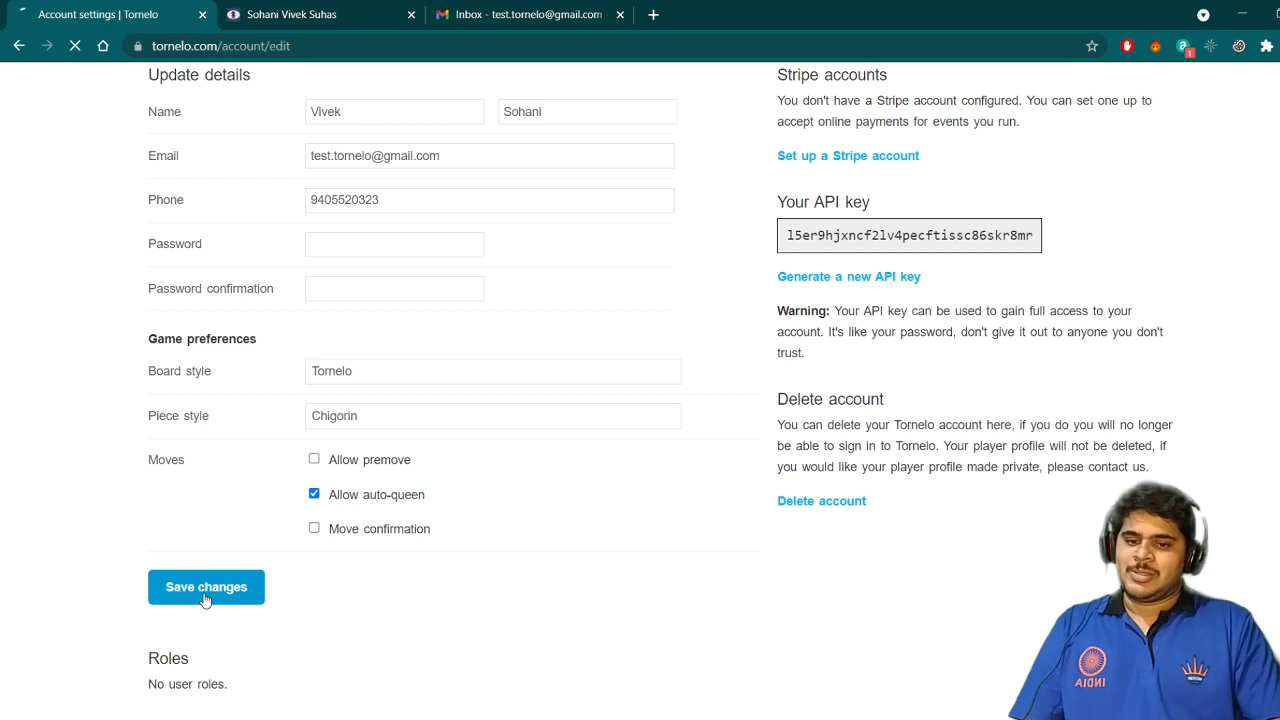 Account settings | Tornelo
Sohani Vivek Suhas
Inbox - test.tornelo@gmail.com
tornelo.com/account/edit
1
Update details
Name
Vivek
Sohani
Email
test.tornelo@gmail.com
Phone
9405520323
Password
Password confirmation
Game preferences
Board style
Tornelo
Piece style
Chigorin
Moves
Allow premove
Allow auto-queen
Move confirmation
Save changes
Roles
No user roles.
Stripe accounts
You don't have a Stripe account configured. You can set one up to
accept online payments for events you run.
Set up a Stripe account
Your API key
l5er9hjxncf2lv4pecftissc86skr8mr
Generate a new API key
Warning: Your API key can be used to gain full access to your
account. It's like your password, don't give it out to anyone you don't
trust.
Delete account
You can delete your Tornelo account here, if you do you will no longer
be able to sign in to Tornelo. Your player profile will not be deleted, if
you would like your player profile made private, please contact us.
Delete account
INDIA